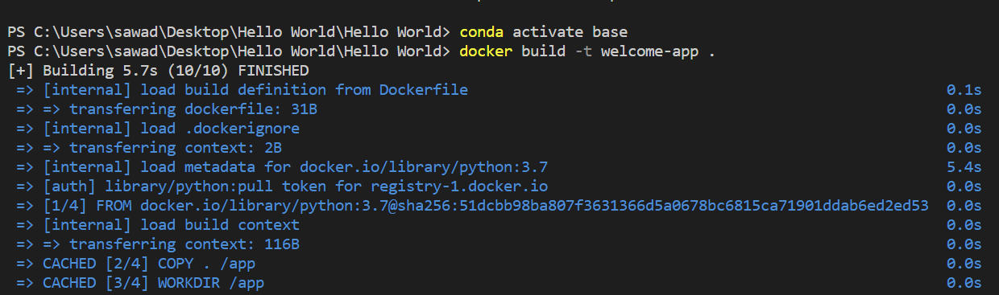 PS C:\Users\sawad\Desktop\Hello World\Hello World> conda activate base
PS C:\Users\sawad\Desktop\Hello World\Hello World> docker build -t welcome-app .
[+] Building 5.7s (10/10) FINISHED
=> [internal] load build definition from Dockerfile 0.1s
=> => transferring dockerfile: 31B 0.0s
=> [internal] load .dockerignore 0.0s
=> => transferring context: 2B 0.0s
=> [internal] load metadata for docker.io/library/python:3.7 5.4s
=> [auth] library/python:pull token for registry-1.docker.io 0.0s
=> [1/4] FROM docker.io/library/python:3.7@sha256:51dcbb98ba807f3631366d5a0678bc6815ca71901ddab6ed2ed53 0.0s
=> [internal] load build context 0.0s
=> => transferring context: 116B 0.0s
=> CACHED [2/4] COPY . /app 0.0s
=> CACHED [3/4] WORKDIR /app 0.0s